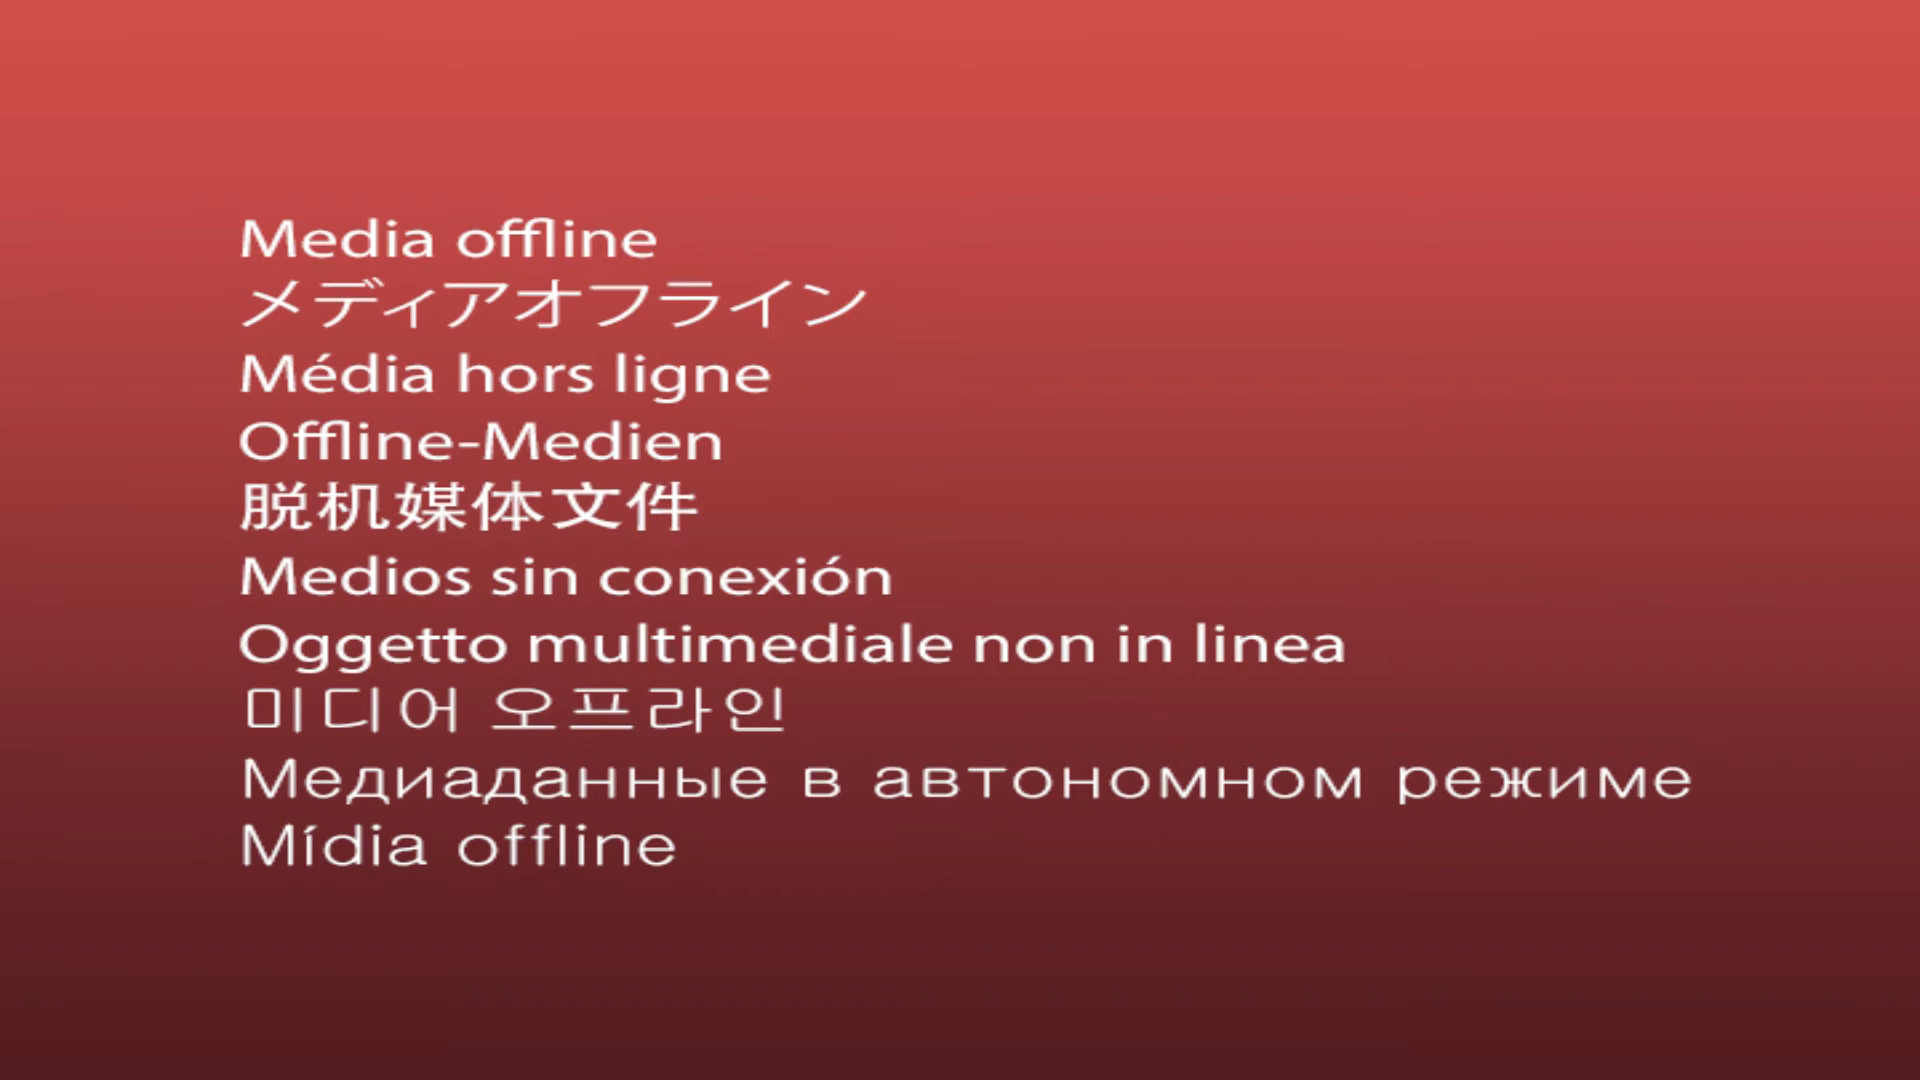 Media offline
メディアオフライン
Média hors ligne
Offline-Medien
脱机媒体文件
Medios sin conexión
Oggetto multimediale non in linea
미디어 오프라인
Медиаданные в автономном режиме
Mídia offline